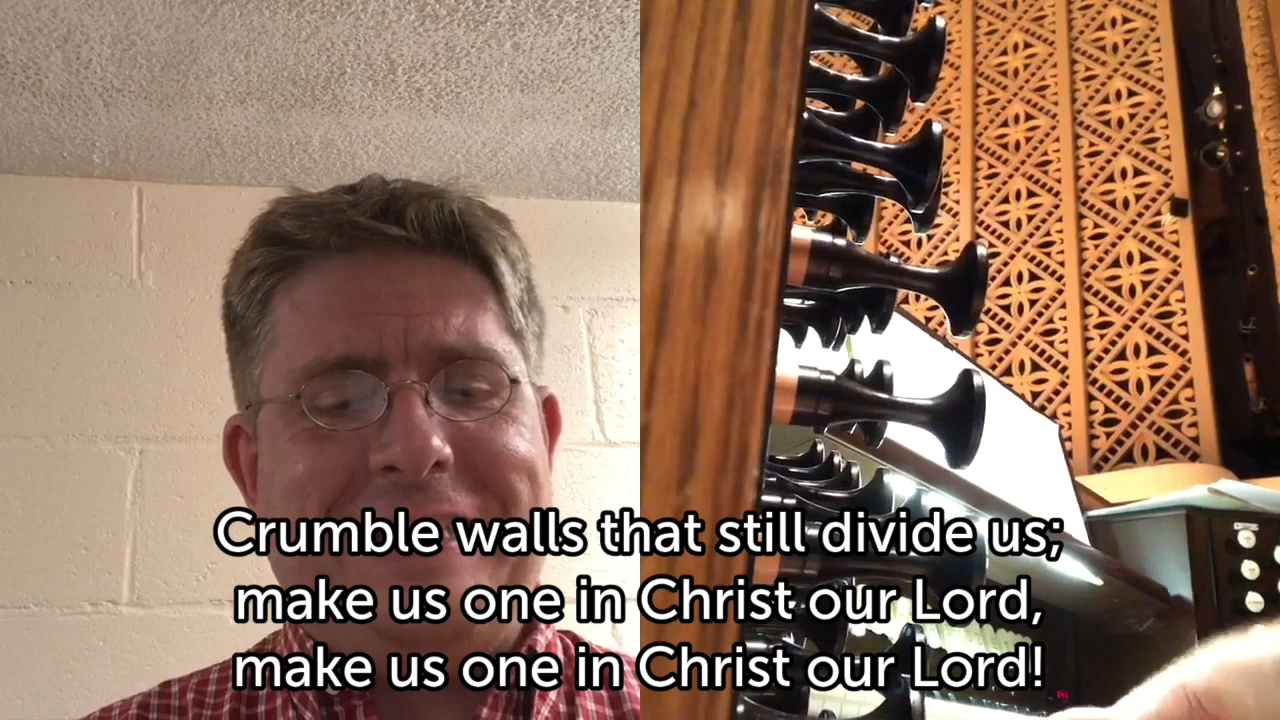 Crumble walls that still divide us;
make us one in Christ our Lord,
make us one in Christ our Lord!